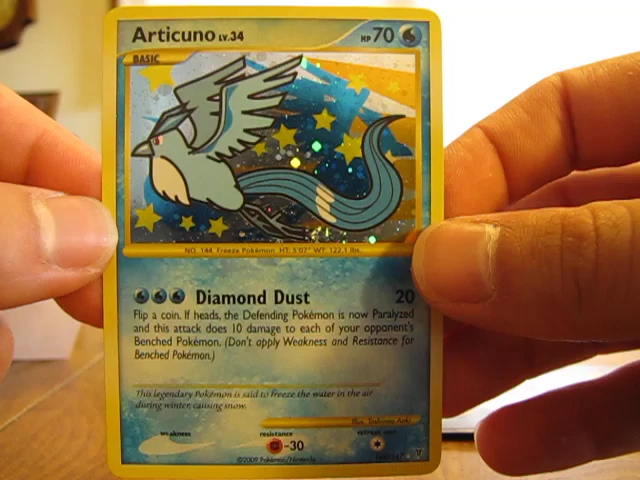 Articuno LV.34 HP 70
BASIC
NO. 144 Freeze Pokémon HT: 5'07" WT: 122.1 lbs.
Diamond Dust 20
Flip a coin. If heads, the Defending Pokémon is now Paralyzed
and this attack does 10 damage to each of your opponent's
Benched Pokémon. (Don't apply Weakness and Resistance for
Benched Pokémon.)
This legendary Pokémon is said to freeze the water in the air
during winter, causing snow.
Illus.
weakness resistance retreat cost
-30
©2009 Pokémon/Nintendo